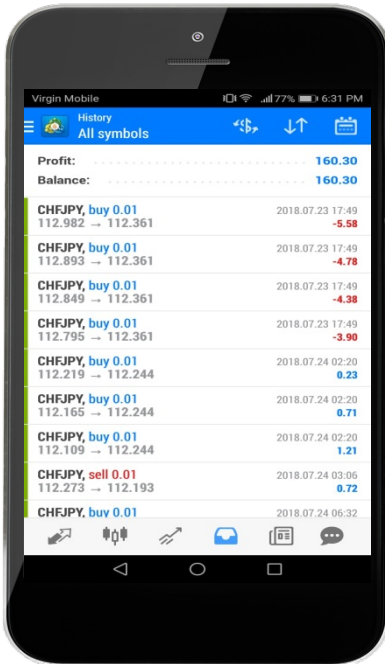 Virgin Mobile 77% 6:31 PM
History
All symbols
Profit: 160.30
Balance: 160.30
CHFJPY, buy 0.01 2018.07.23 17:49
112.982 → 112.361 -5.58
CHFJPY, buy 0.01 2018.07.23 17:49
112.893 → 112.361 -4.78
CHFJPY, buy 0.01 2018.07.23 17:49
112.849 → 112.361 -4.38
CHFJPY, buy 0.01 2018.07.23 17:49
112.795 → 112.361 -3.90
CHFJPY, buy 0.01 2018.07.24 02:20
112.219 → 112.244 0.23
CHFJPY, buy 0.01 2018.07.24 02:20
112.165 → 112.244 0.71
CHFJPY, buy 0.01 2018.07.24 02:20
112.109 → 112.244 1.21
CHFJPY, sell 0.01 2018.07.24 03:06
112.273 → 112.193 0.72
CHFJPY, buy 0.01 2018.07.24 06:32